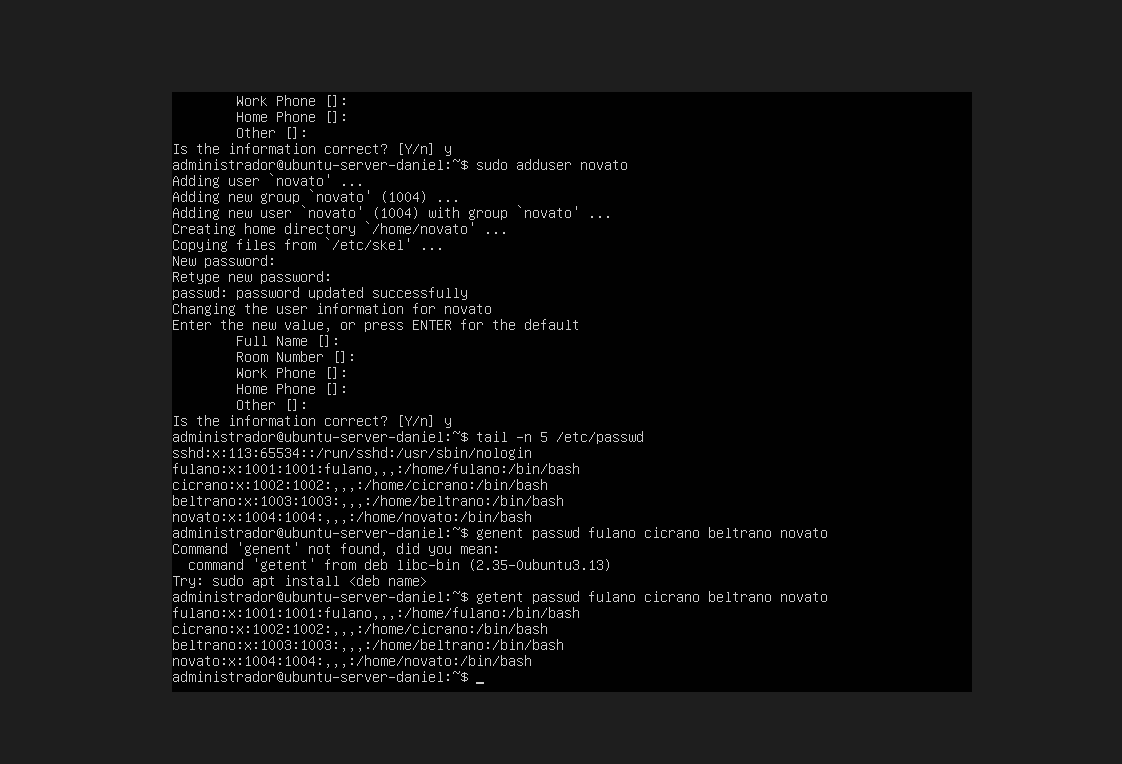 Work Phone []:
Home Phone []:
Other []:
Is the information correct? [Y/n] y
administrador@ubuntu-server-daniel:~$ sudo adduser novato
Adding user `novato' ...
Adding new group `novato' (1004) ...
Adding new user `novato' (1004) with group `novato' ...
Creating home directory `/home/novato' ...
Copying files from `/etc/skel' ...
New password:
Retype new password:
passwd: password updated successfully
Changing the user information for novato
Enter the new value, or press ENTER for the default
Full Name []:
Room Number []:
Work Phone []:
Home Phone []:
Other []:
Is the information correct? [Y/n] y
administrador@ubuntu-server-daniel:~$ tail -n 5 /etc/passwd
sshd:x:113:65534::/run/sshd:/usr/sbin/nologin
fulano:x:1001:1001:fulano,,,:/home/fulano:/bin/bash
cicrano:x:1002:1002:,,,:/home/cicrano:/bin/bash
beltrano:x:1003:1003:,,,:/home/beltrano:/bin/bash
novato:x:1004:1004:,,,:/home/novato:/bin/bash
administrador@ubuntu-server-daniel:~$ genent passwd fulano cicrano beltrano novato
Command 'genent' not found, did you mean:
command 'getent' from deb libc-bin (2.35-0ubuntu3.13)
Try: sudo apt install <deb name>
administrador@ubuntu-server-daniel:~$ getent passwd fulano cicrano beltrano novato
fulano:x:1001:1001:fulano,,,:/home/fulano:/bin/bash
cicrano:x:1002:1002:,,,:/home/cicrano:/bin/bash
beltrano:x:1003:1003:,,,:/home/beltrano:/bin/bash
novato:x:1004:1004:,,,:/home/novato:/bin/bash
administrador@ubuntu-server-daniel:~$ _